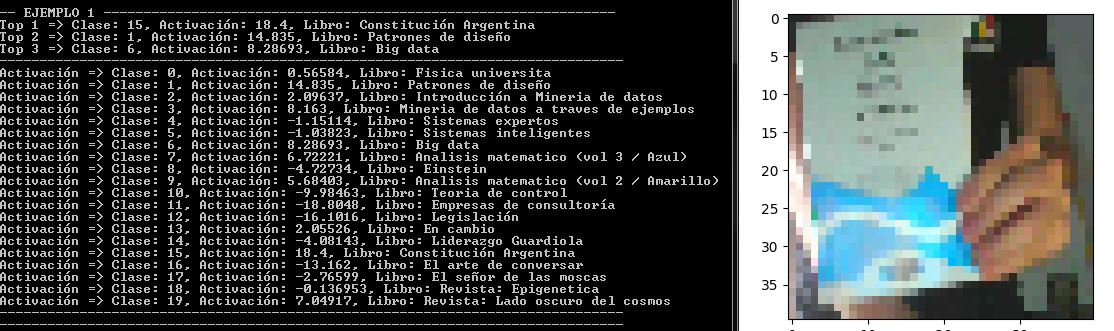 -- EJEMPLO 1 --------------------------------------------------------------
Top 1 => Clase: 15, Activación: 18.4, Libro: Constitución Argentina
Top 2 => Clase: 1, Activación: 14.835, Libro: Patrones de diseño
Top 3 => Clase: 6, Activación: 8.28693, Libro: Big data
Activación => Clase: 0, Activación: 0.56584, Libro: Fisica universita
Activación => Clase: 1, Activación: 14.835, Libro: Patrones de diseño
Activación => Clase: 2, Activación: 2.09637, Libro: Introducción a Mineria de datos
Activación => Clase: 3, Activación: 8.163, Libro: Mineria de datos a traves de ejemplos
Activación => Clase: 4, Activación: -1.15114, Libro: Sistemas expertos
Activación => Clase: 5, Activación: -1.03823, Libro: Sistemas inteligentes
Activación => Clase: 6, Activación: 8.28693, Libro: Big data
Activación => Clase: 7, Activación: 6.72221, Libro: Analisis matematico (vol 3 / Azul)
Activación => Clase: 8, Activación: -4.72734, Libro: Einstein
Activación => Clase: 9, Activación: 5.68403, Libro: Analisis matematico (vol 2 / Amarillo)
Activación => Clase: 10, Activación: -9.98463, Libro: Teoria de control
Activación => Clase: 11, Activación: -18.8048, Libro: Empresas de consultoría
Activación => Clase: 12, Activación: -16.1016, Libro: Legislación
Activación => Clase: 13, Activación: 2.05526, Libro: En cambio
Activación => Clase: 14, Activación: -4.08143, Libro: Liderazgo Guardiola
Activación => Clase: 15, Activación: 18.4, Libro: Constitución Argentina
Activación => Clase: 16, Activación: -13.162, Libro: El arte de conversar
Activación => Clase: 17, Activación: -2.76599, Libro: El señor de las moscas
Activación => Clase: 18, Activación: -0.136953, Libro: Revista: Epigenetica
Activación => Clase: 19, Activación: 7.04917, Libro: Revista: Lado oscuro del cosmos
0
5
10
15
20
25
30
35